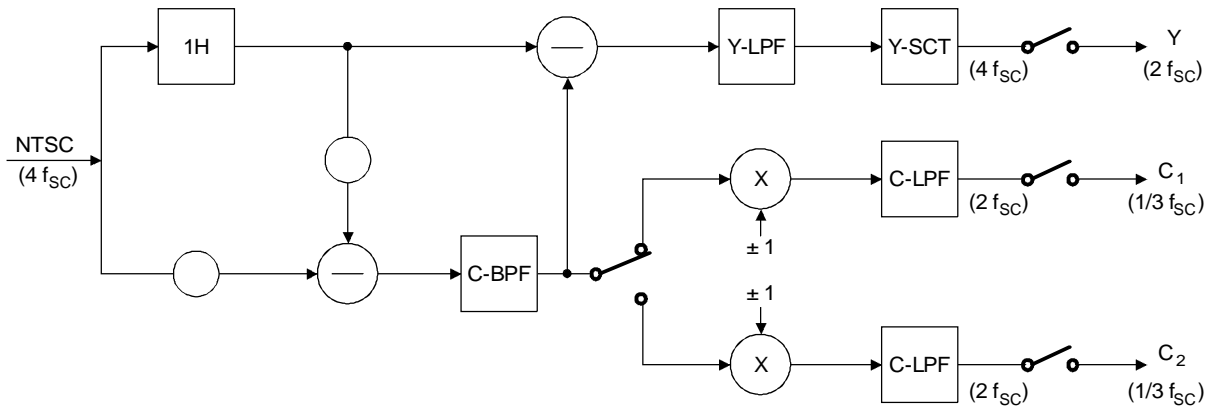 1H
—
Y-LPF
Y-SCT
(4 fSC)
Y
(2 fSC)
NTSC
(4 fSC)
X
± 1
C-LPF
(2 fSC)
C1
(1/3 fSC)
—
C-BPF
± 1
X
C-LPF
(2 fSC)
C2
(1/3 fSC)